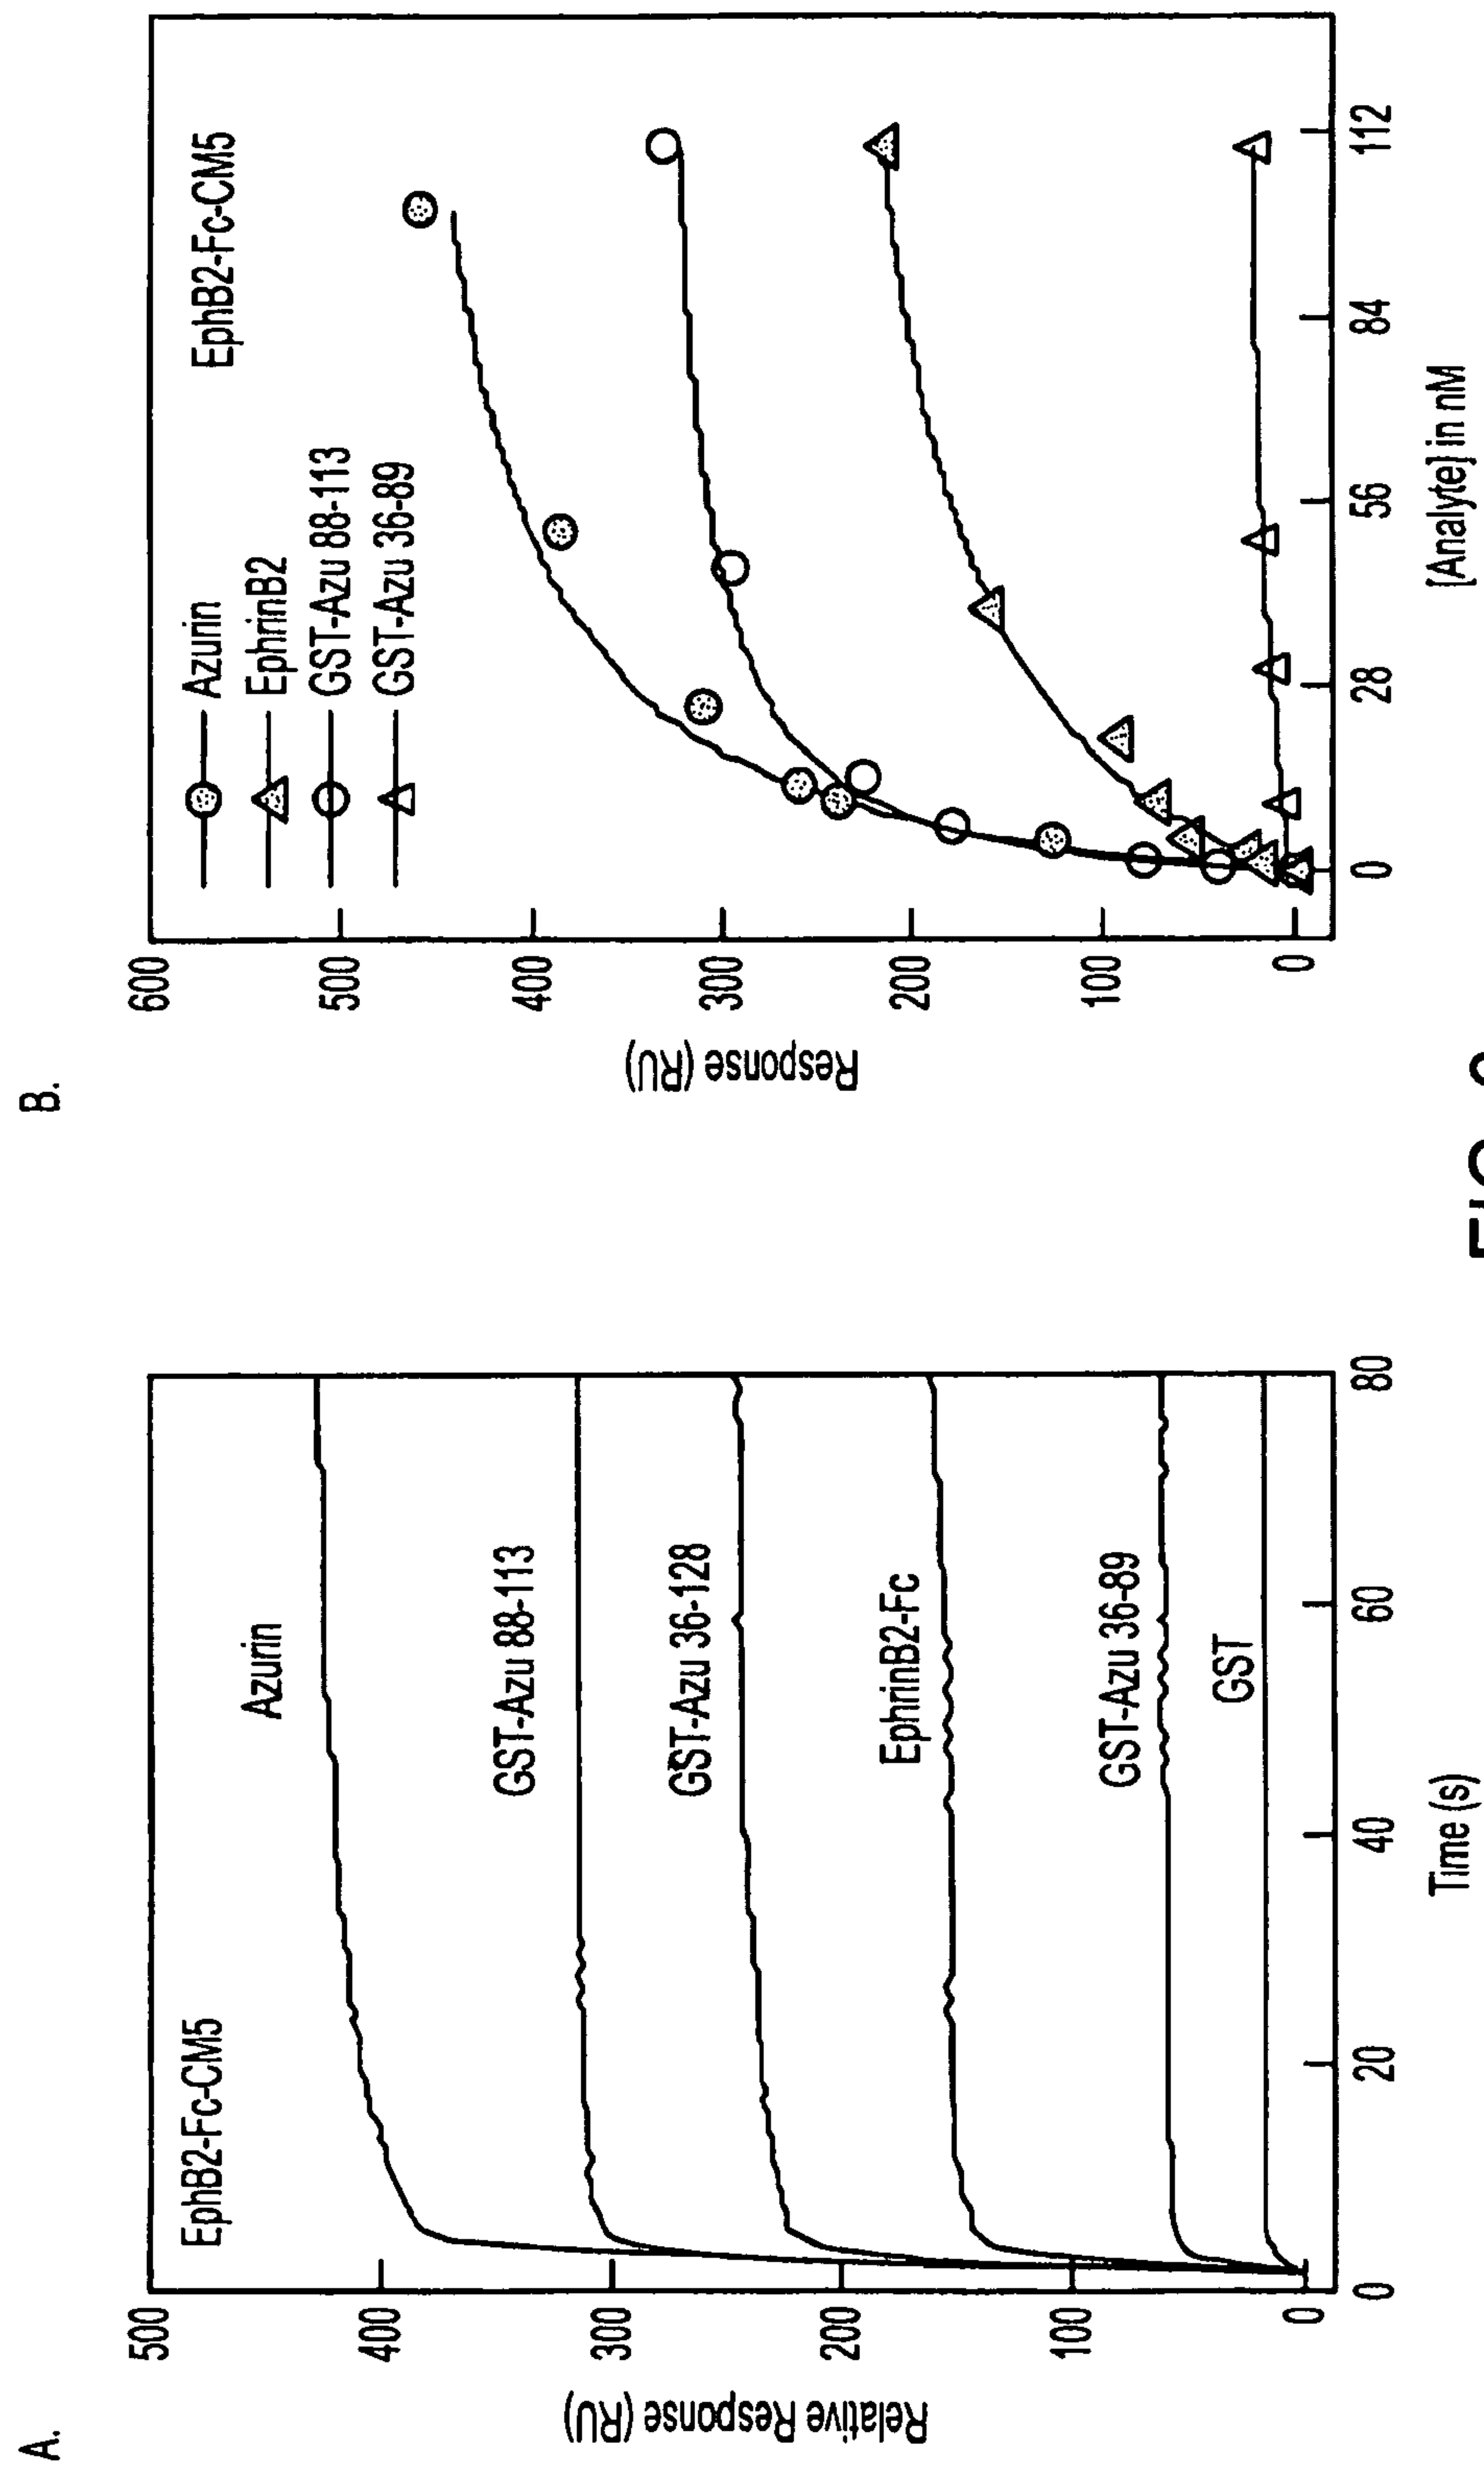 A.
EphB2-Fc-CM5
Azurin
GST-Azu 88-113
GST-Azu 36-128
EphrinB2-Fc
GST-Azu 36-89
GST
500
400
300
200
100
0
Relative Response (RU)
0 20 40 60 80
Time (s)
B.
EphB2-Fc-CM5
Azurin
EphrinB2
GST-Azu 88-113
GST-Azu 36-89
600
500
400
300
200
100
0
Response (RU)
0 28 56 84 112
[Analyte] in nM